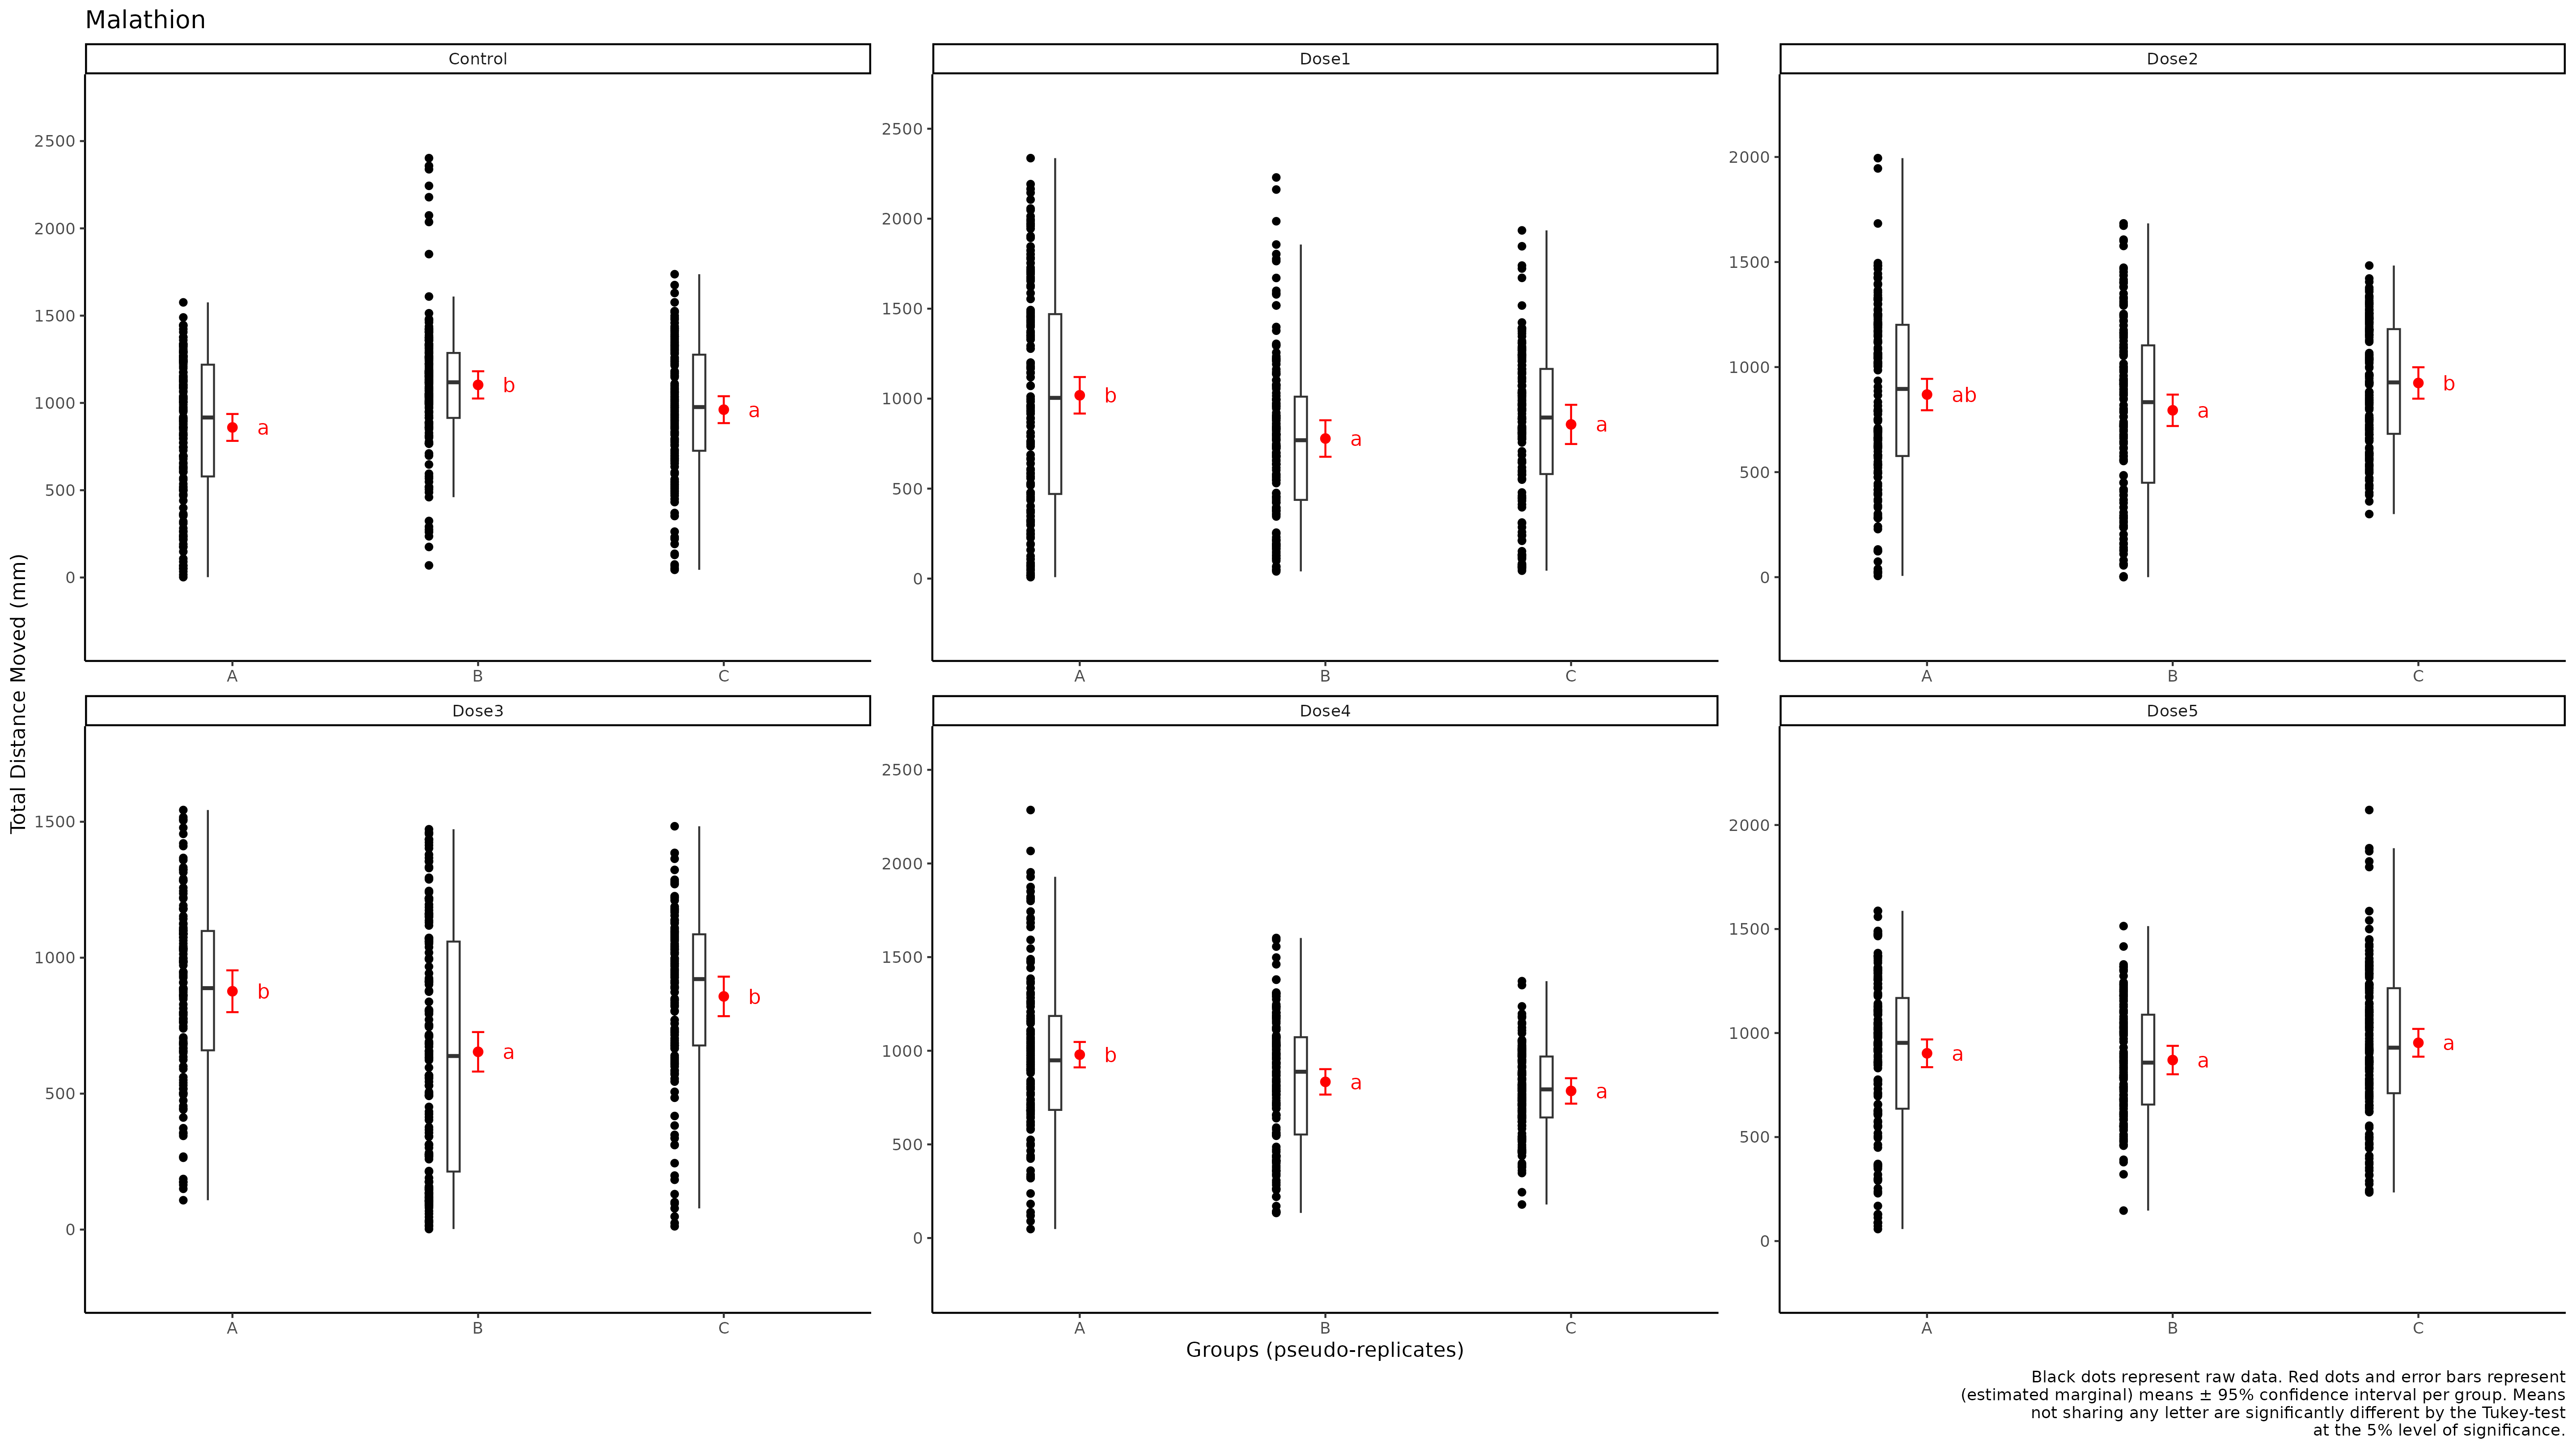 Malathion
Control
Dose1
Dose2
Total Distance Moved (mm)
2500
2000
1500
1000
500
0
a
b
a
A
B
C
2500
2000
1500
1000
500
0
b
a
a
A
B
C
2000
1500
1000
500
0
ab
a
b
A
B
C
Dose3
Dose4
Dose5
1500
1000
500
0
b
a
b
A
B
C
2500
2000
1500
1000
500
0
b
a
a
A
B
C
2000
1500
1000
500
0
a
a
a
A
B
C
Groups (pseudo-replicates)
Black dots represent raw data. Red dots and error bars represent
(estimated marginal) means ± 95% confidence interval per group. Means
not sharing any letter are significantly different by the Tukey-test
at the 5% level of significance.